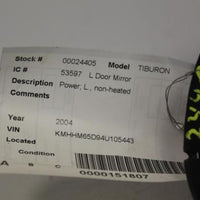 Stock # 00024405 Model TIBURON
IC # 53597 L Door Mirror
Description Power; L, non-heated
Comments
Year 2004
VIN KMHHM65D94U105443
Located
Condition
A B C
0000151807